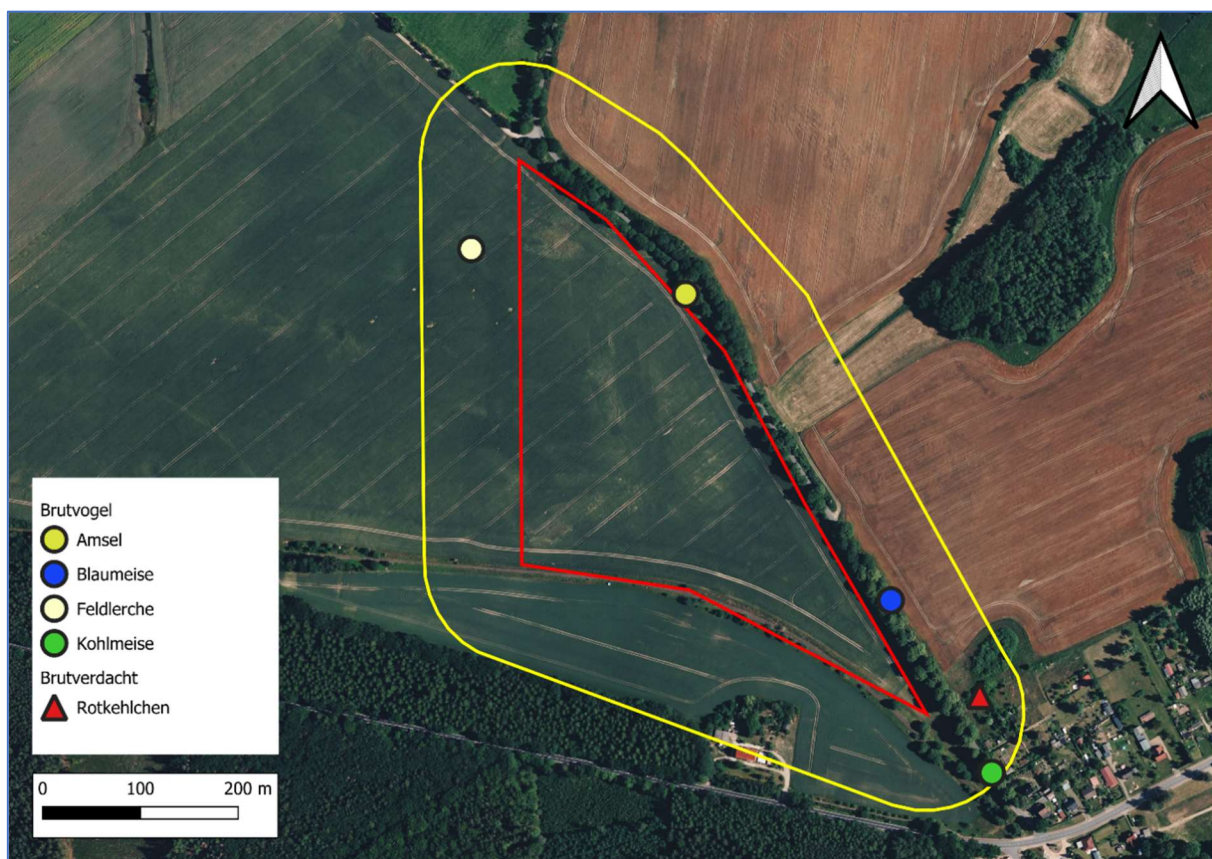 Brutvogel
Amsel
Blaumeise
Feldlerche
Kohlmeise
Brutverdacht
Rotkehlchen
0 100 200 m